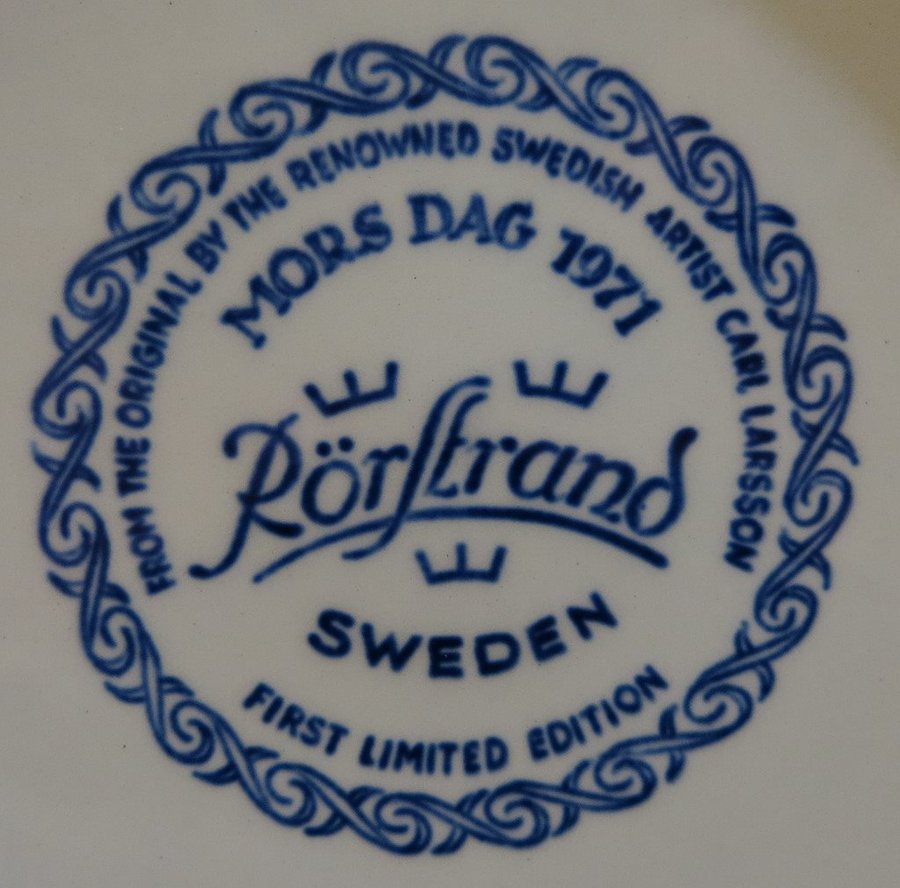 FROM THE ORIGINAL BY THE RENOWNED SWEDISH ARTIST CARL LARSSON
MORS DAG 1971
Rörstrand
SWEDEN
FIRST LIMITED EDITION